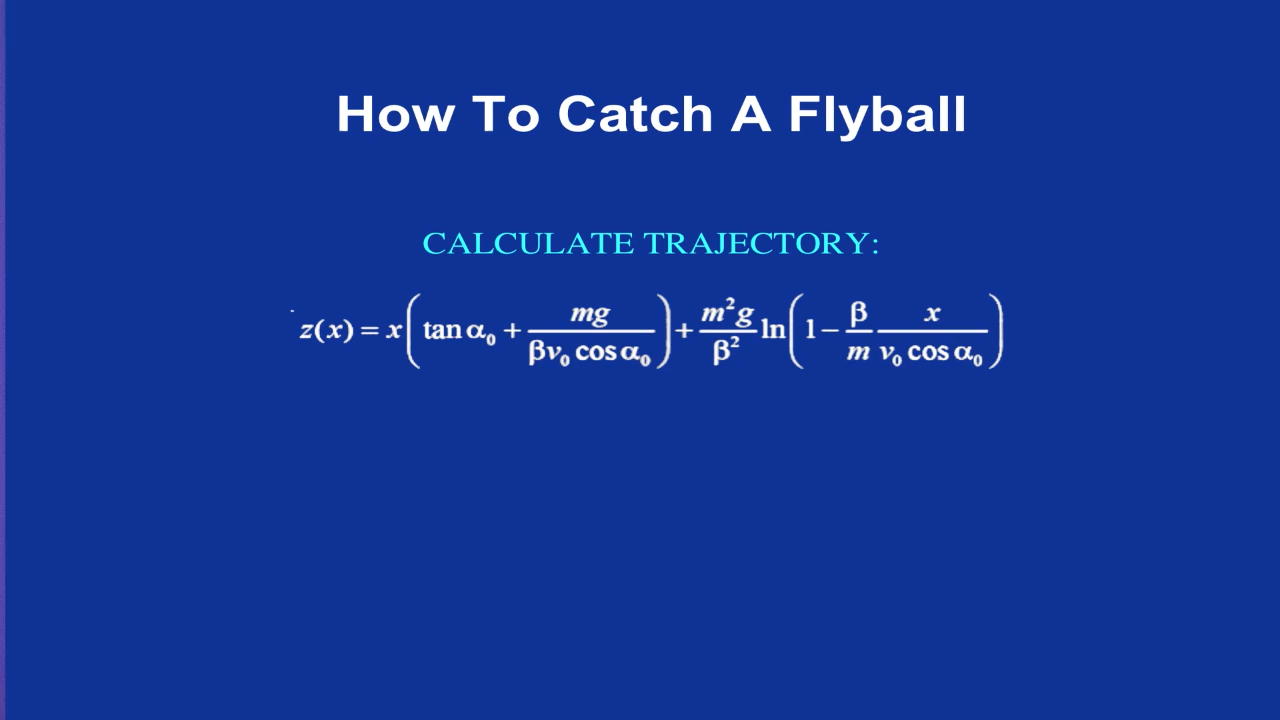 How To Catch A Flyball
CALCULATE TRAJECTORY:
z(x) = x(tan α₀ + mg/(βv₀ cos α₀)) + m²g/β² ln(1 − β/m x/(v₀ cos α₀))